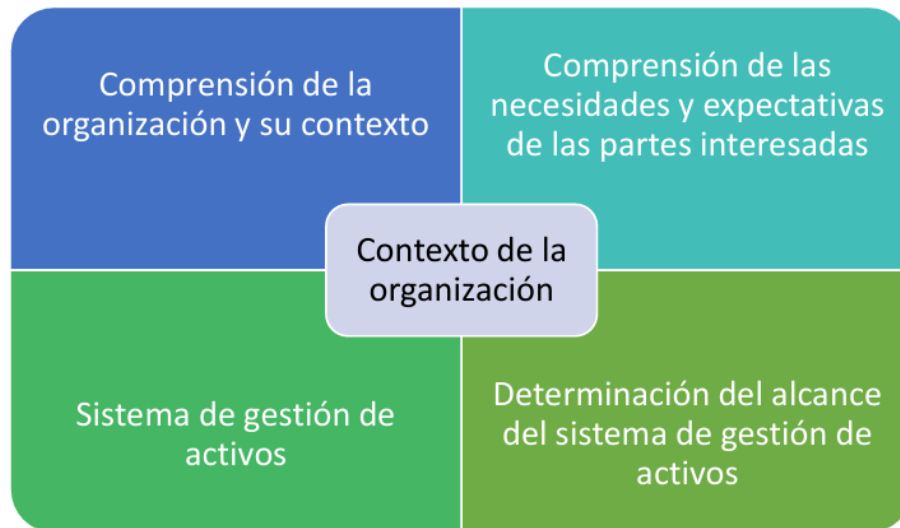 Comprensión de la
organización y su contexto
Comprensión de las
necesidades y expectativas
de las partes interesadas
Contexto de la
organización
Sistema de gestión de
activos
Determinación del alcance
del sistema de gestión de
activos